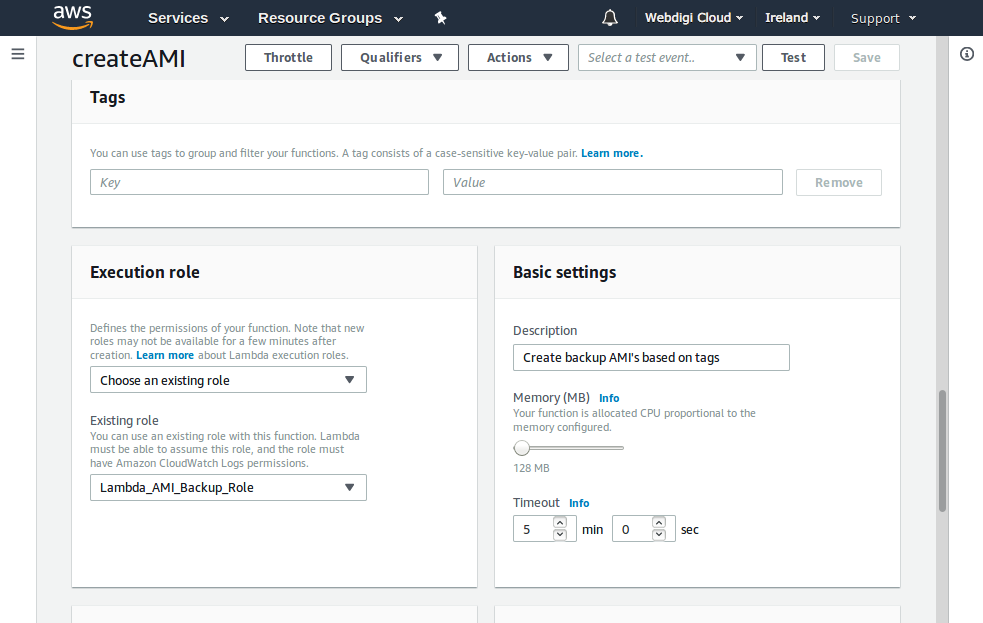 aws Services Resource Groups Webdigi Cloud Ireland Support
createAMI Throttle Qualifiers Actions Select a test event.. Test Save
Tags
You can use tags to group and filter your functions. A tag consists of a case-sensitive key-value pair. Learn more.
Key Value Remove
Execution role
Defines the permissions of your function. Note that new
roles may not be available for a few minutes after
creation. Learn more about Lambda execution roles.
Choose an existing role
Existing role
You can use an existing role with this function. Lambda
must be able to assume this role, and the role must
have Amazon CloudWatch Logs permissions.
Lambda_AMI_Backup_Role
Basic settings
Description
Create backup AMI's based on tags
Memory (MB) Info
Your function is allocated CPU proportional to the
memory configured.
128 MB
Timeout Info
5 min 0 sec